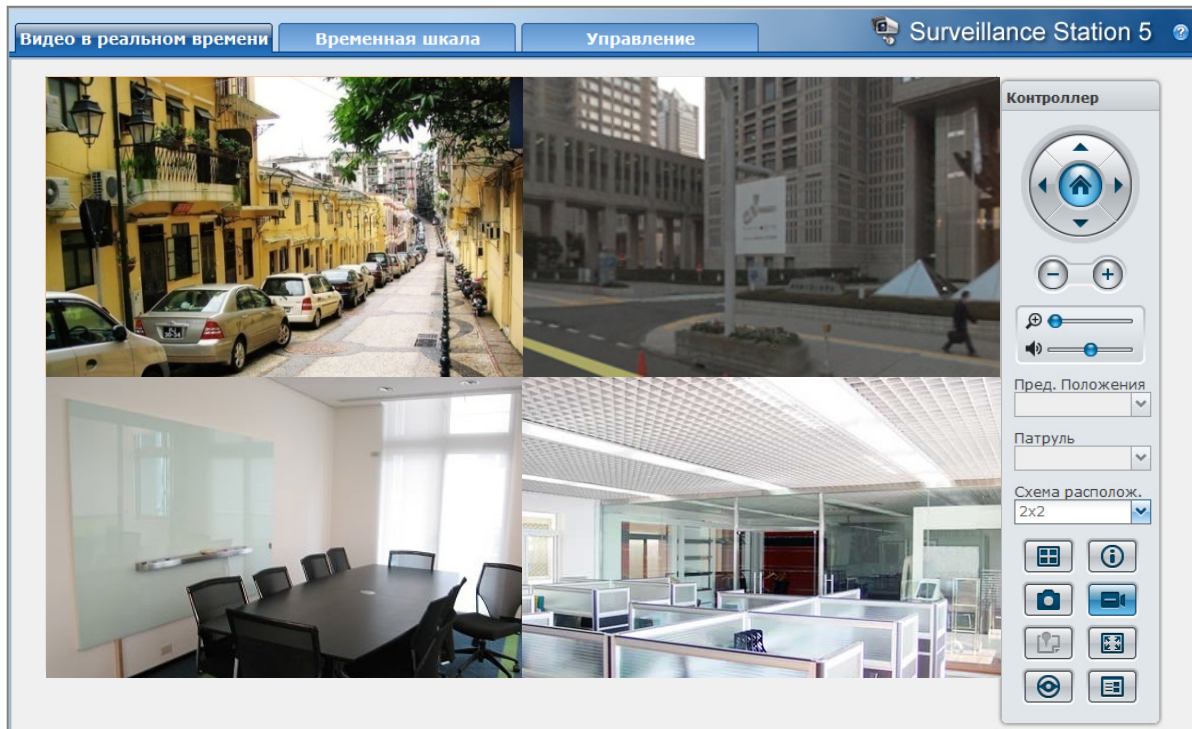 Видео в реальном времени
Временная шкала
Управление
Surveillance Station 5
Контроллер
Пред. Положения
Патруль
Схема располож.
2x2